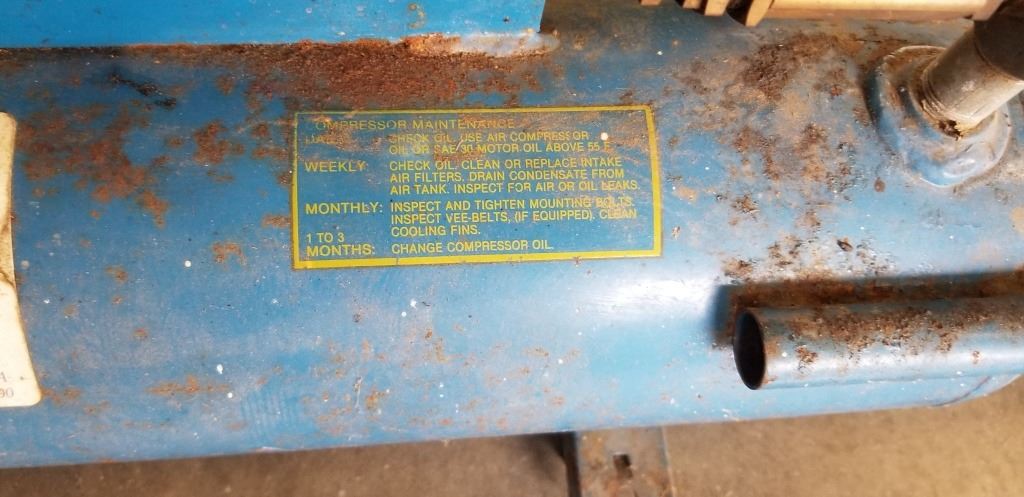 COMPRESSOR MAINTENANCE
DAILY: CHECK OIL. USE AIR COMPRESSOR
OIL OR SAE 30 MOTOR OIL ABOVE 55 F.
WEEKLY: CHECK OIL. CLEAN OR REPLACE INTAKE
AIR FILTERS. DRAIN CONDENSATE FROM
AIR TANK. INSPECT FOR AIR OR OIL LEAKS.
MONTHLY: INSPECT AND TIGHTEN MOUNTING BOLTS.
INSPECT VEE-BELTS, (IF EQUIPPED). CLEAN
COOLING FINS.
1 TO 3
MONTHS: CHANGE COMPRESSOR OIL.
90